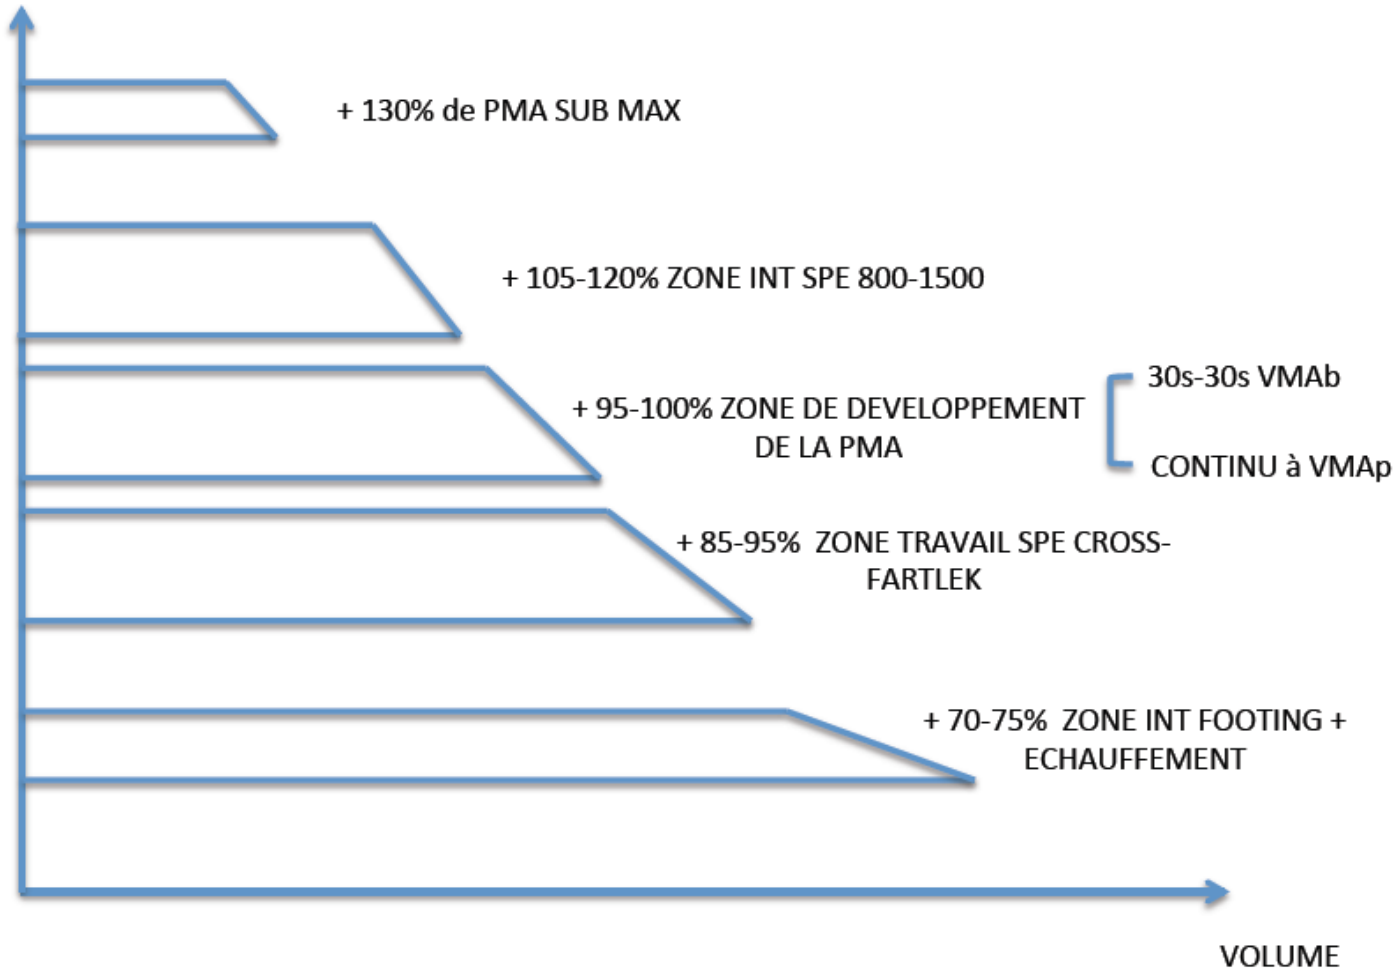 + 130% de PMA SUB MAX
+ 105-120% ZONE INT SPE 800-1500
+ 95-100% ZONE DE DEVELOPPEMENT
DE LA PMA
30s-30s VMAb
CONTINU à VMAp
+ 85-95% ZONE TRAVAIL SPE CROSS-
FARTLEK
+ 70-75% ZONE INT FOOTING +
ECHAUFFEMENT
VOLUME